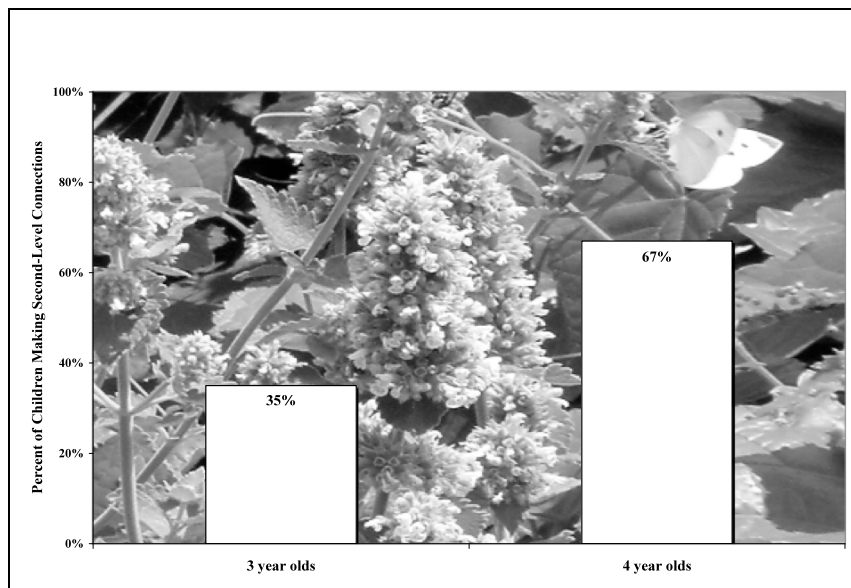 Percent of Children Making Second-Level Connections
100%
80%
60%
40%
20%
0%
35%
67%
3 year olds
4 year olds